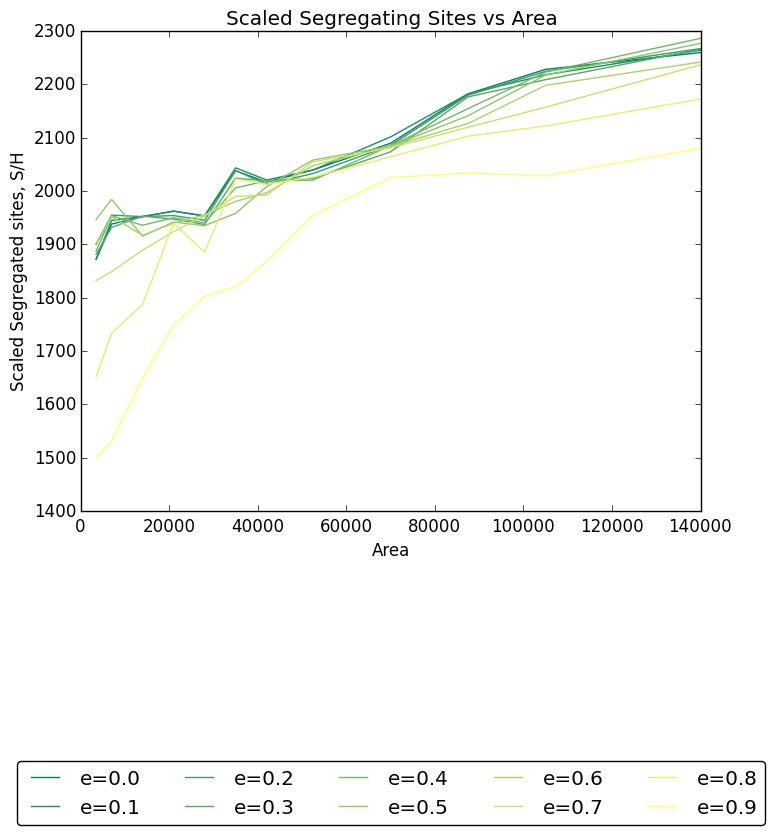 Scaled Segregating Sites vs Area
2300
2200
2100
2000
1900
1800
1700
1600
1500
1400
Scaled Segregated sites, S/H
0 20000 40000 60000 80000 100000 120000 140000
Area
e=0.0 e=0.2 e=0.4 e=0.6 e=0.8
e=0.1 e=0.3 e=0.5 e=0.7 e=0.9